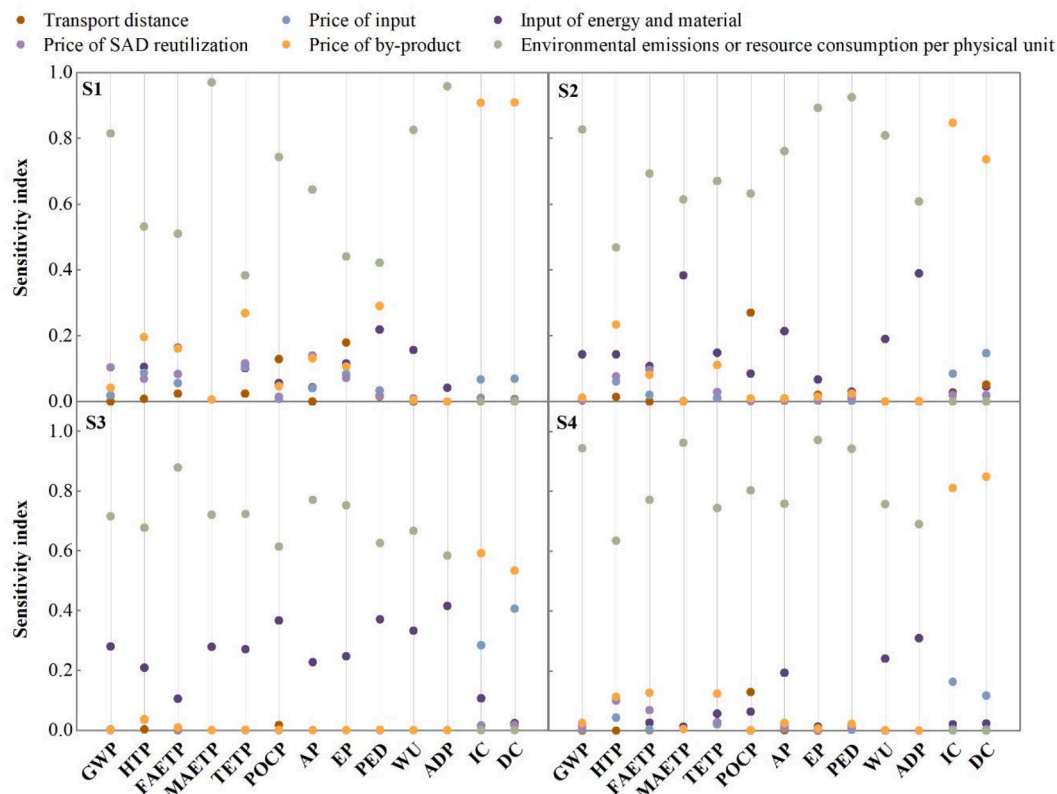 Transport distance
Price of input
Input of energy and material
Price of SAD reutilization
Price of by-product
Environmental emissions or resource consumption per physical unit
S1
S2
1.0
0.8
0.6
0.4
0.2
0.0
Sensitivity index
S3
S4
1.0
0.8
0.6
0.4
0.2
0.0
Sensitivity index
GWP
HTP
FAETP
MAETP
TETP
POCP
AP
EP
PED
WU
ADP
IC
DC
GWP
HTP
FAETP
MAETP
TETP
POCP
AP
EP
PED
WU
ADP
IC
DC